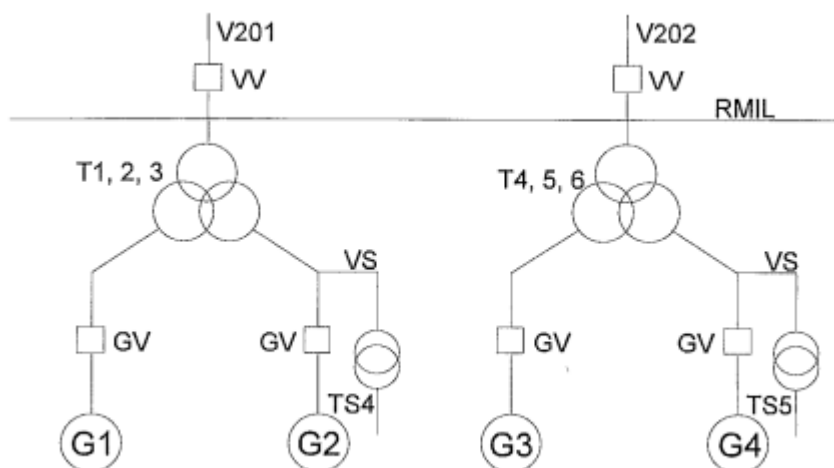 V201
V202
VV
VV
RMIL
T1, 2, 3
T4, 5, 6
VS
VS
GV
GV
GV
GV
TS4
TS5
G1
G2
G3
G4